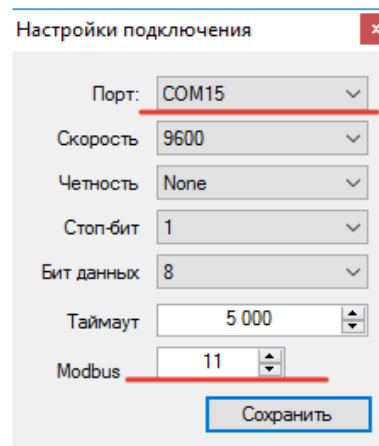 Настройки подключения
Порт: COM15
Скорость 9600
Четность None
Стоп-бит 1
Бит данных 8
Таймаут 5 000
Modbus 11
Сохранить